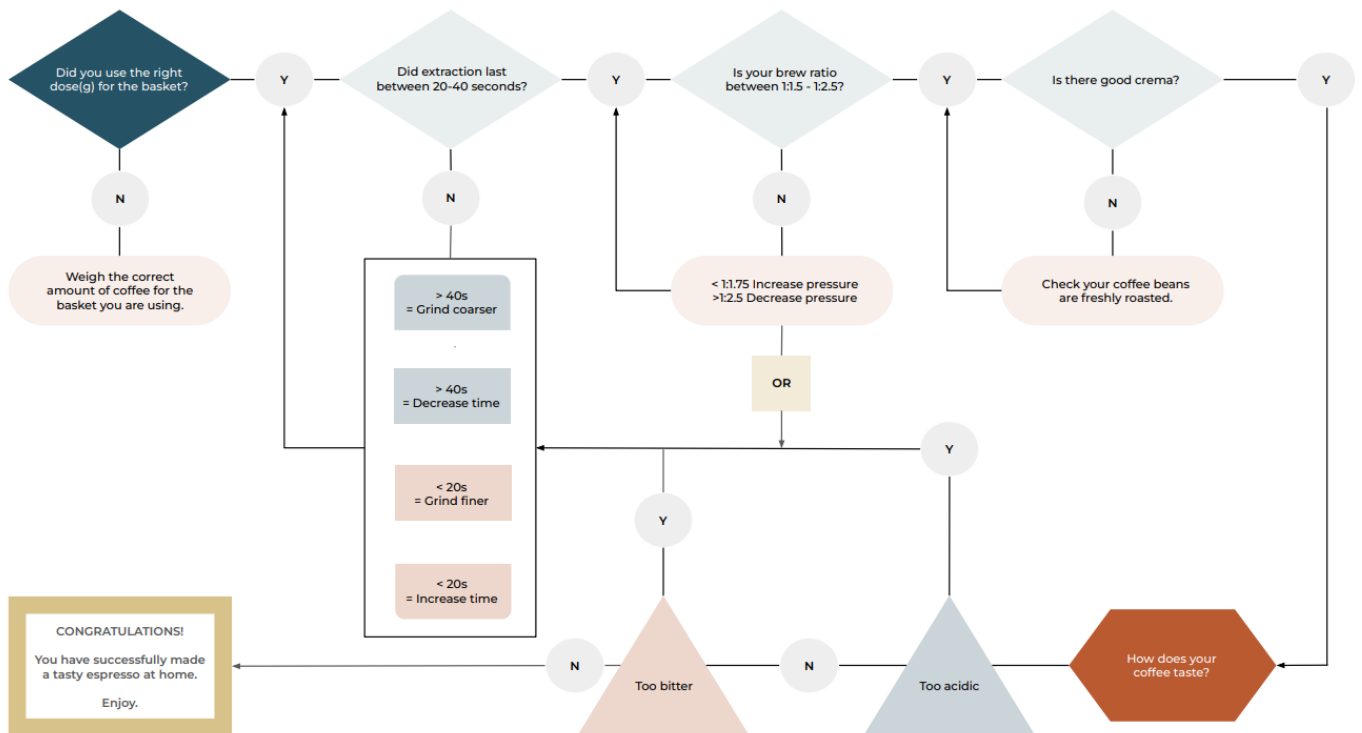 Did you use the right
dose(g) for the basket?
Y
Did extraction last
between 20-40 seconds?
Y
Is your brew ratio
between 1:1.5 - 1:2.5?
Y
Is there good crema?
Y
N
N
N
N
Weigh the correct
amount of coffee for the
basket you are using.
> 40s
= Grind coarser
.
> 40s
= Decrease time
< 20s
= Grind finer
< 20s
= Increase time
< 1:1.75 Increase pressure
>1:2.5 Decrease pressure
OR
Check your coffee beans
are freshly roasted.
Y
Y
How does your
coffee taste?
Too acidic
N
Too bitter
N
CONGRATULATIONS!
You have successfully made
a tasty espresso at home.
Enjoy.